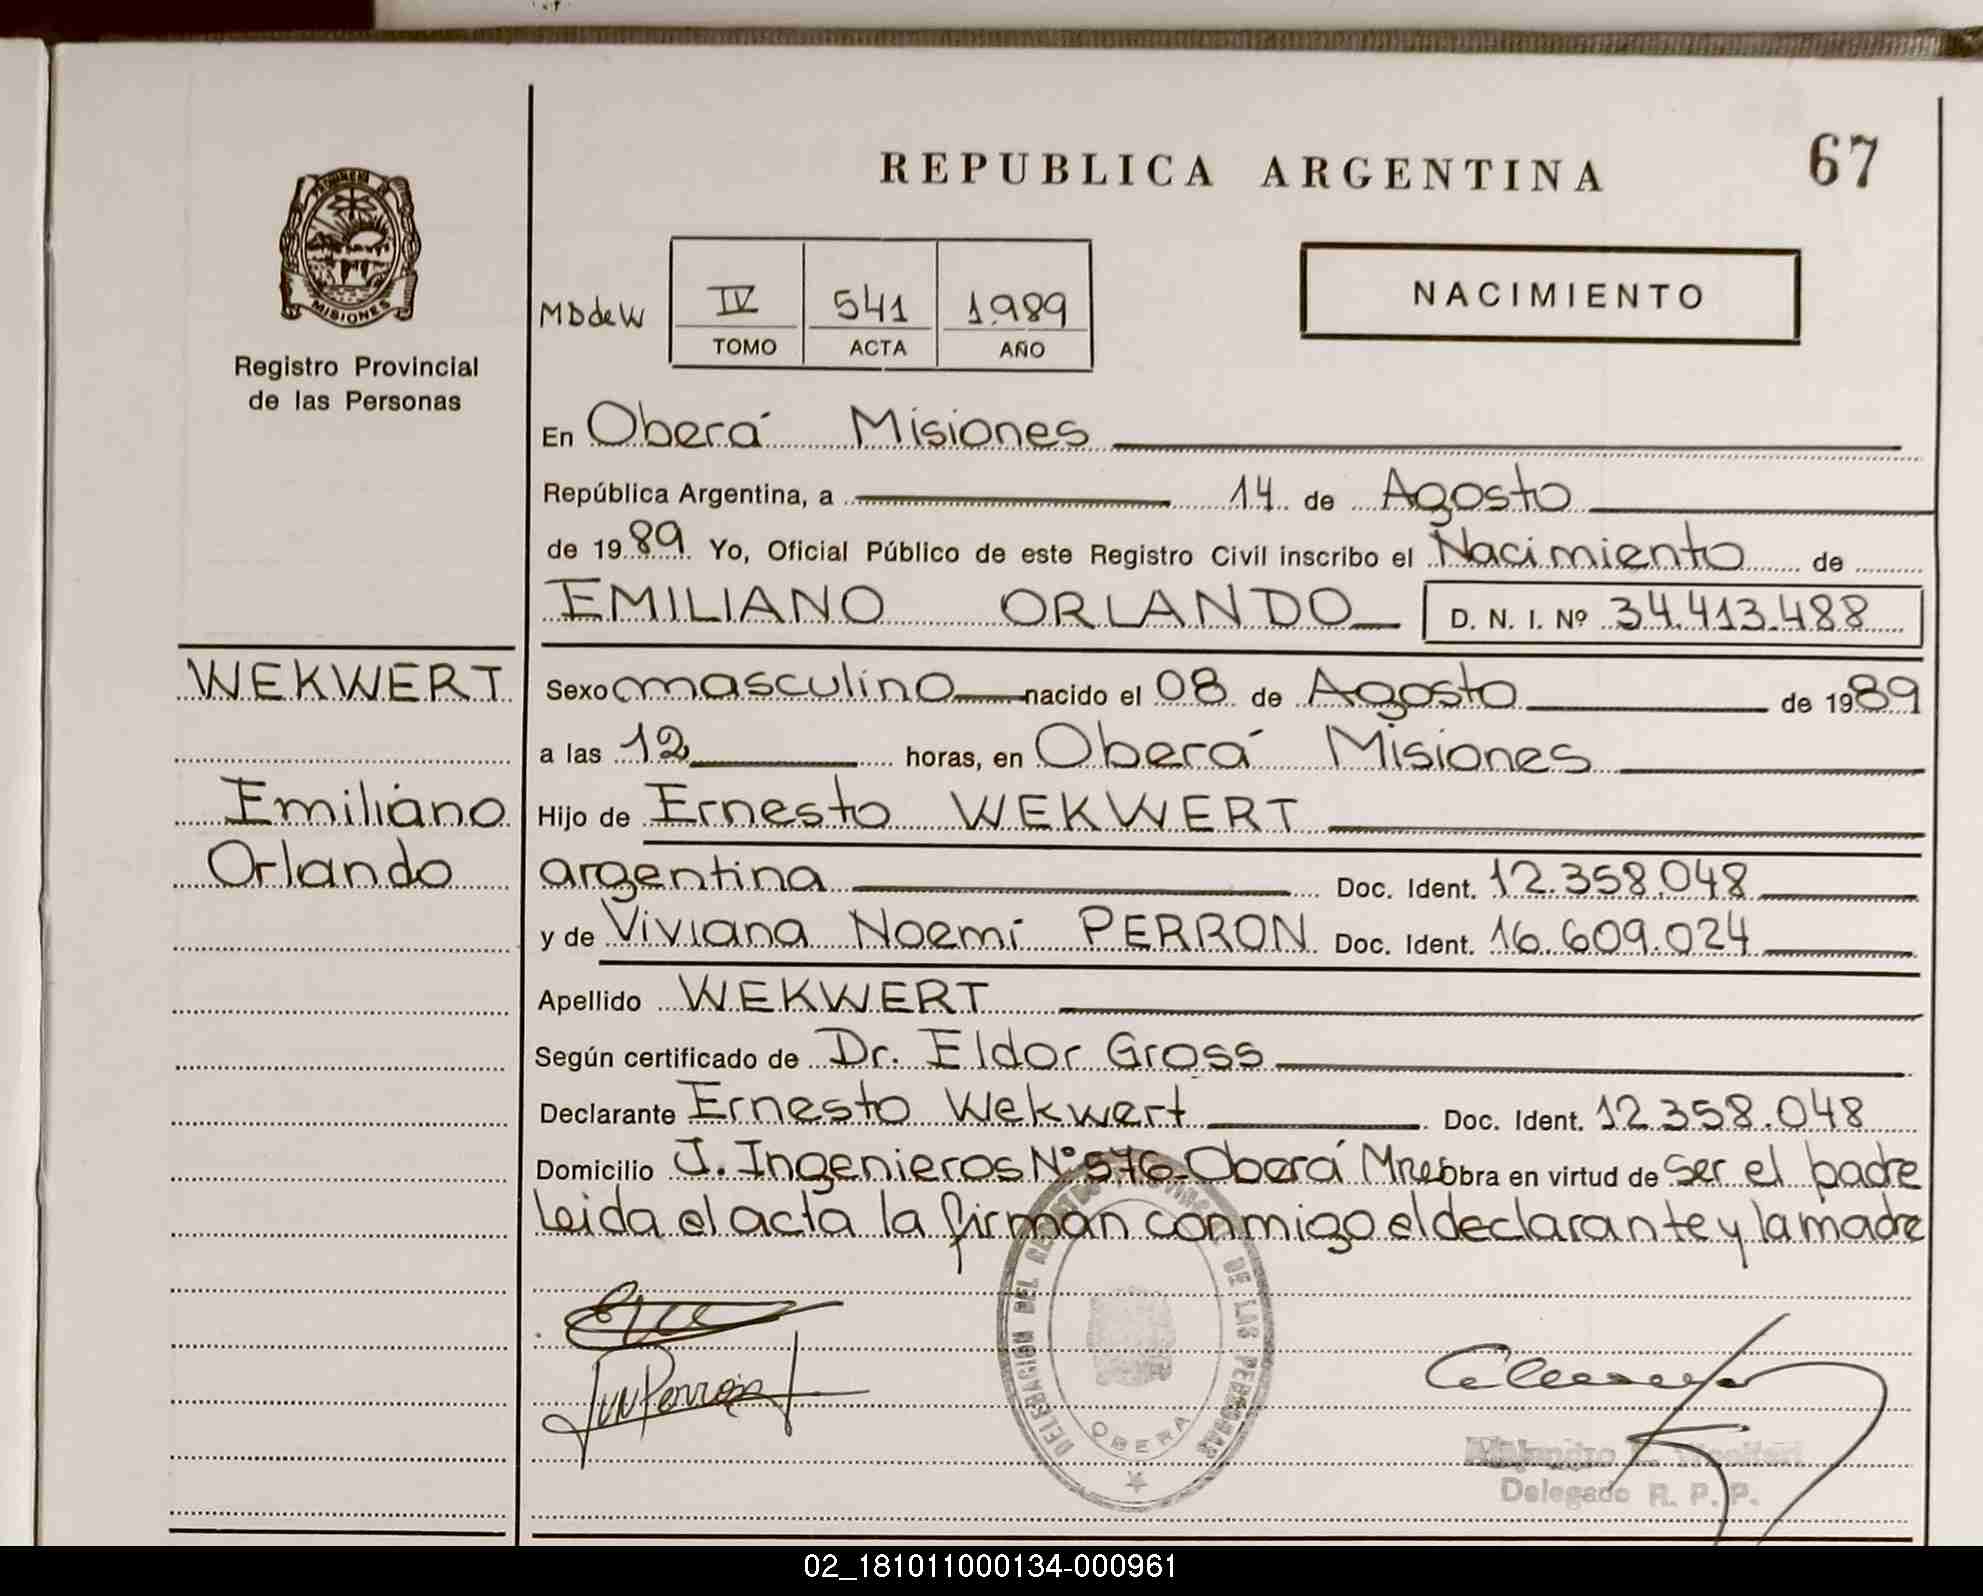 REPUBLICA ARGENTINA
67
MISIONES
Registro Provincial
de las Personas
MDdeW
IV 541 1989
TOMO ACTA AÑO
NACIMIENTO
En Oberá Misiones
República Argentina, a 14 de Agosto
de 1989 Yo, Oficial Público de este Registro Civil inscribo el Nacimiento de
EMILIANO ORLANDO D. N. I. Nº 34.413.488
WEKWERT
Emiliano
Orlando
Sexo masculino nacido el 08 de Agosto de 1989
a las 12 horas, en Oberá Misiones
Hijo de Ernesto WEKWERT
argentina Doc. Ident. 12.358.048
y de Viviana Noemi PERRON Doc. Ident. 16.609.024
Apellido WEKWERT
Según certificado de Dr. Eldor Gross
Declarante Ernesto Wekwert Doc. Ident. 12.358.048
Domicilio J. Ingenieros Nº 576 Oberá Mnes Obra en virtud de ser el padre
Leida el acta la firman conmigo el declarante y la madre
DELEGACION DEL DE LAS PERSONAS
OBERA
Delegado R. P. P.
02_181011000134-000961